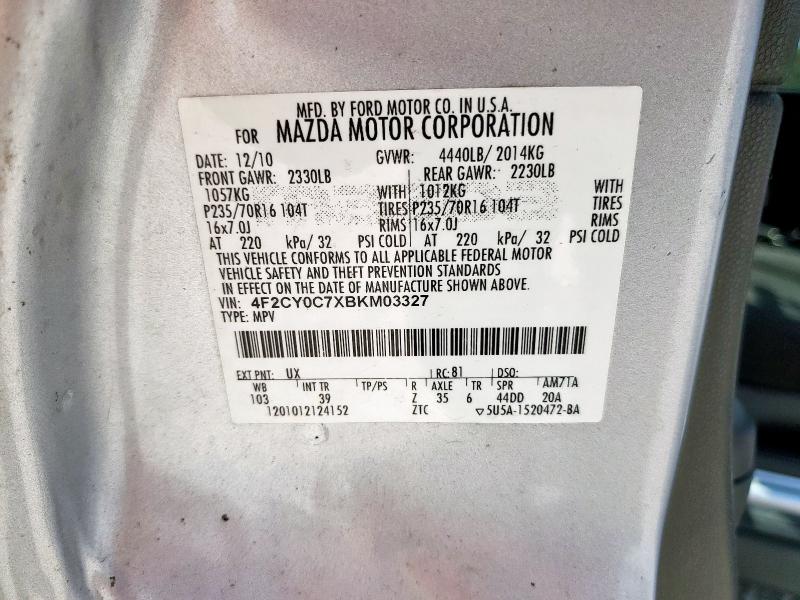 MFD. BY FORD MOTOR CO. IN U.S.A.
FOR MAZDA MOTOR CORPORATION
DATE: 12/10 GVWR: 4440LB/ 2014KG
FRONT GAWR: 2330LB REAR GAWR: 2230LB
1057KG WITH 1012KG WITH
P235/70R16 104T TIRES P235/70R16 104T TIRES
16x7.0J RIMS 16x7.0J RIMS
AT 220 kPa/ 32 PSI COLD AT 220 kPa/ 32 PSI COLD
THIS VEHICLE CONFORMS TO ALL APPLICABLE FEDERAL MOTOR
VEHICLE SAFETY AND THEFT PREVENTION STANDARDS
IN EFFECT ON THE DATE OF MANUFACTURE SHOWN ABOVE.
VIN: 4F2CY0C7XBKM03327
TYPE: MPV
EXT PNT: UX RC: 81 DSO:
WB INT TR TP/PS R AXLE TR SPR AM7TA
103 39 Z 35 6 44DD 20A
1201012124152 ZTC ▽5U5A-1520472-BA